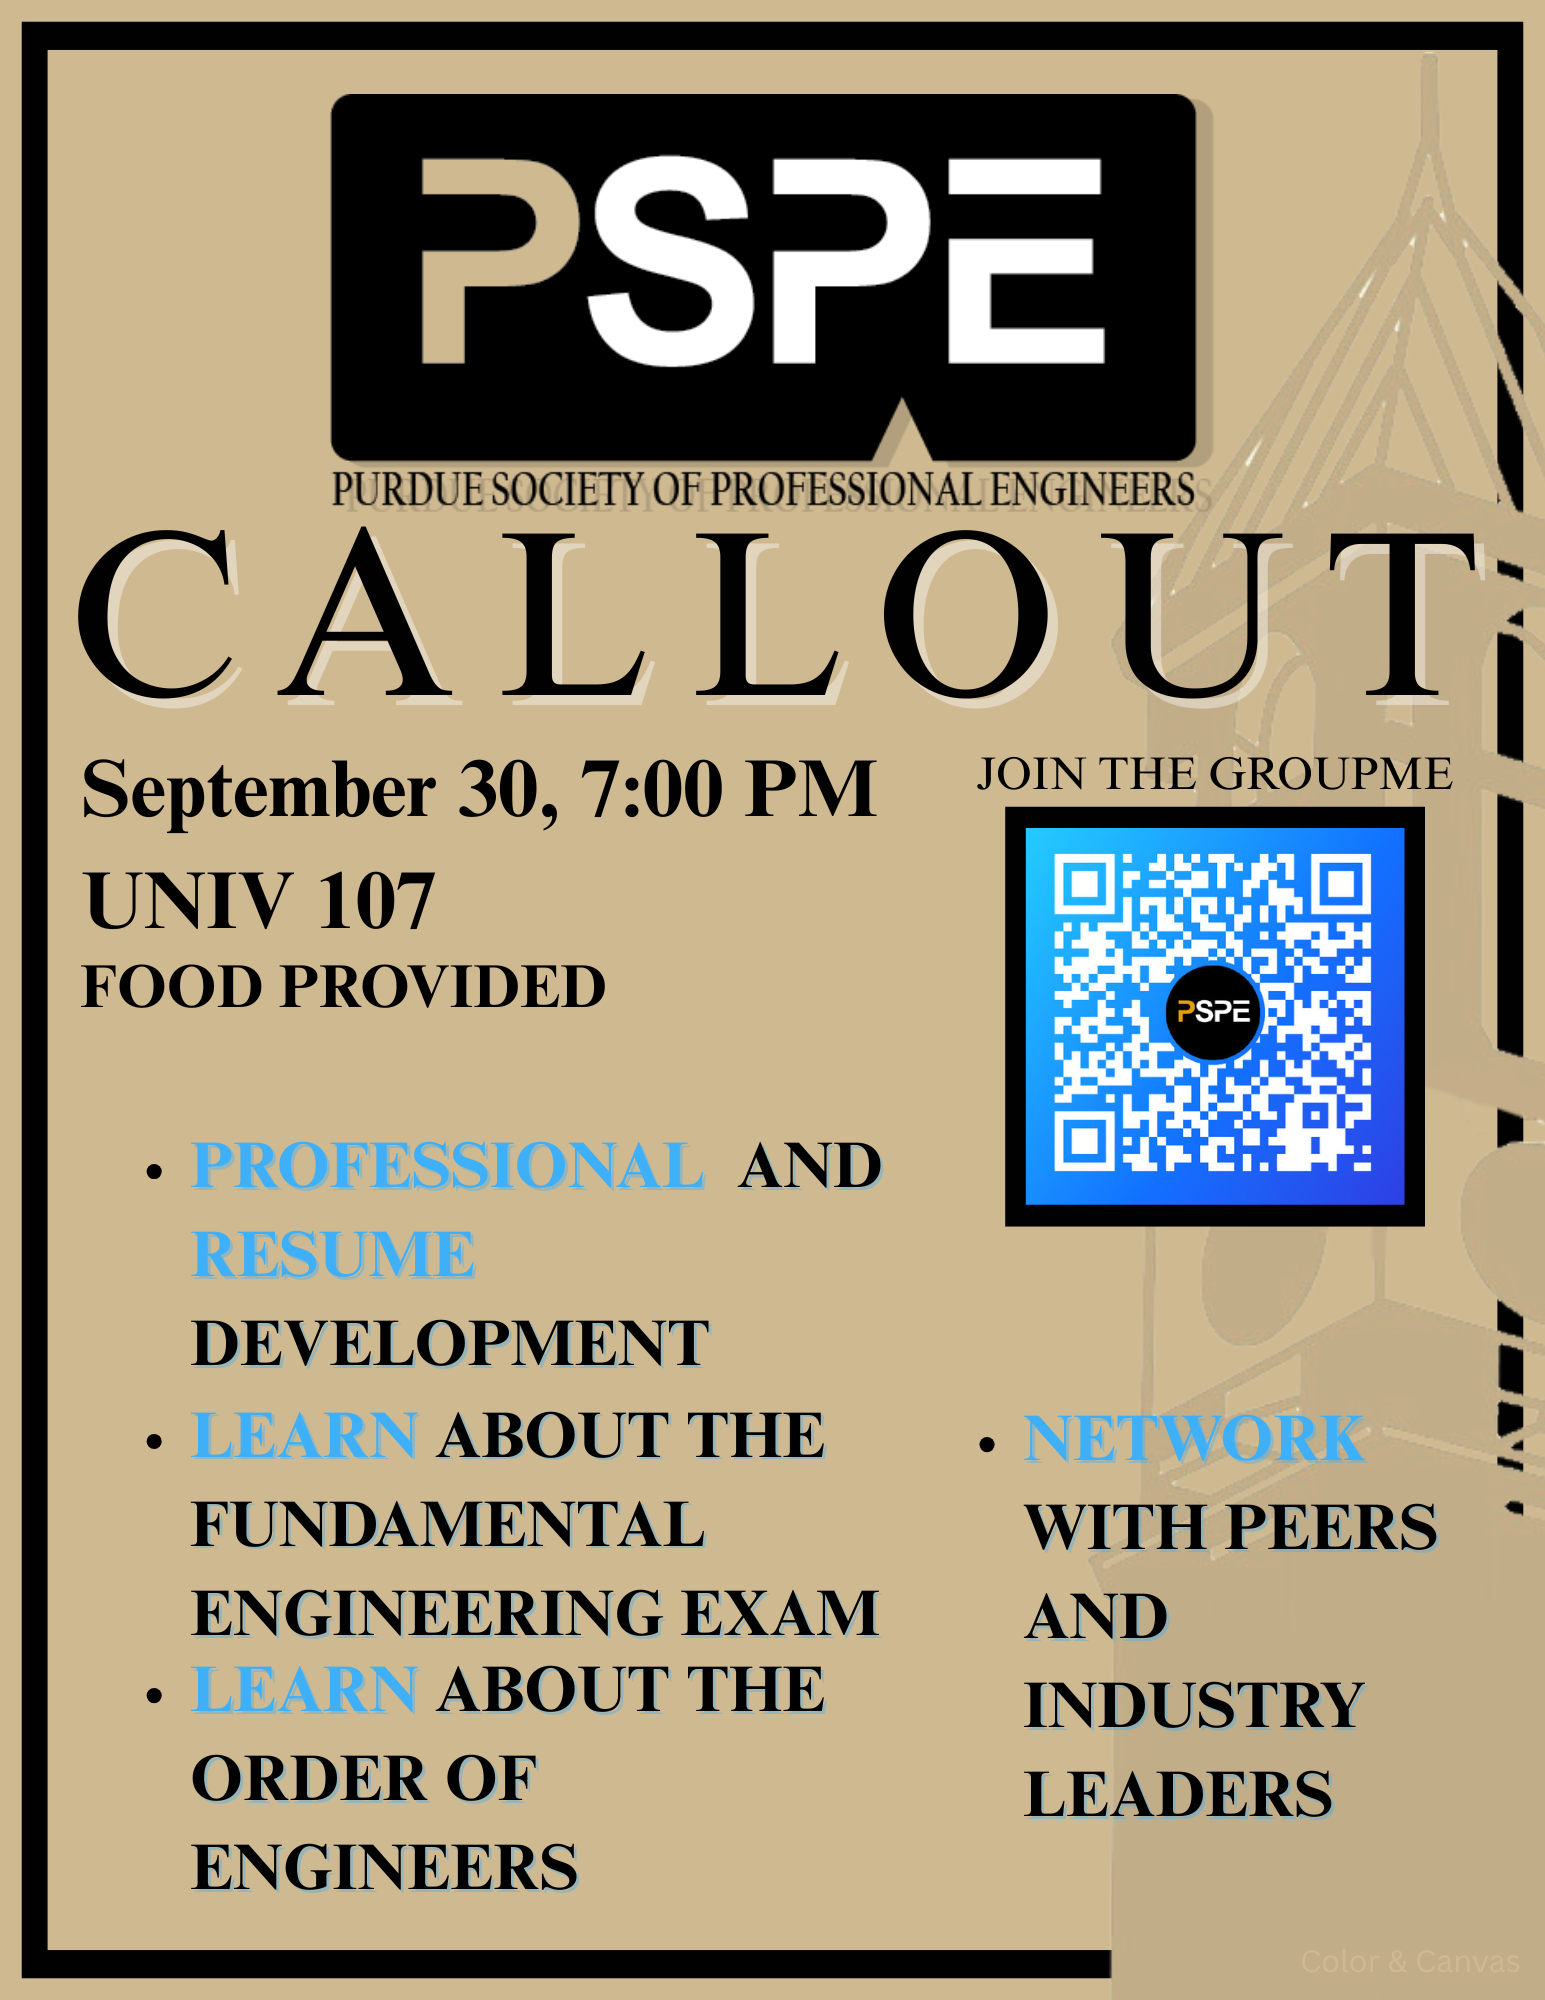 PSPE
PURDUE SOCIETY OF PROFESSIONAL ENGINEERS
CALLOUT
September 30, 7:00 PM
UNIV 107
FOOD PROVIDED
JOIN THE GROUPME
PSPE
• PROFESSIONAL AND
RESUME
DEVELOPMENT
• LEARN ABOUT THE
FUNDAMENTAL
ENGINEERING EXAM
• LEARN ABOUT THE
ORDER OF
ENGINEERS
• NETWORK
WITH PEERS
AND
INDUSTRY
LEADERS
Color & Canvas